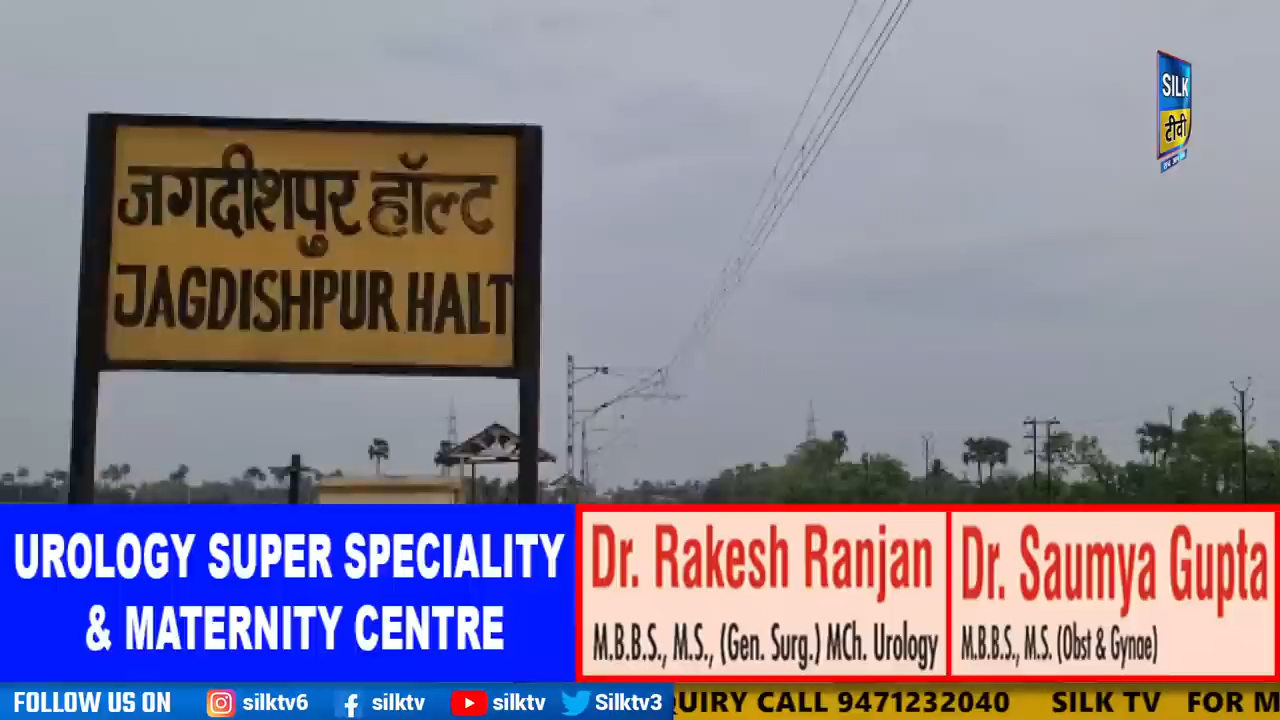 SILK
टीवी
जगदीशपुर हॉल्ट
JAGDISHPUR HALT
UROLOGY SUPER SPECIALITY
& MATERNITY CENTRE
Dr. Rakesh Ranjan
M.B.B.S., M.S., (Gen. Surg.) MCh. Urology
Dr. Saumya Gupta
M.B.B.S., M.S. (Obst & Gynae)
FOLLOW US ON silktv6 silktv silktv Silktv3
QUIRY CALL 9471232040 SILK TV FOR M